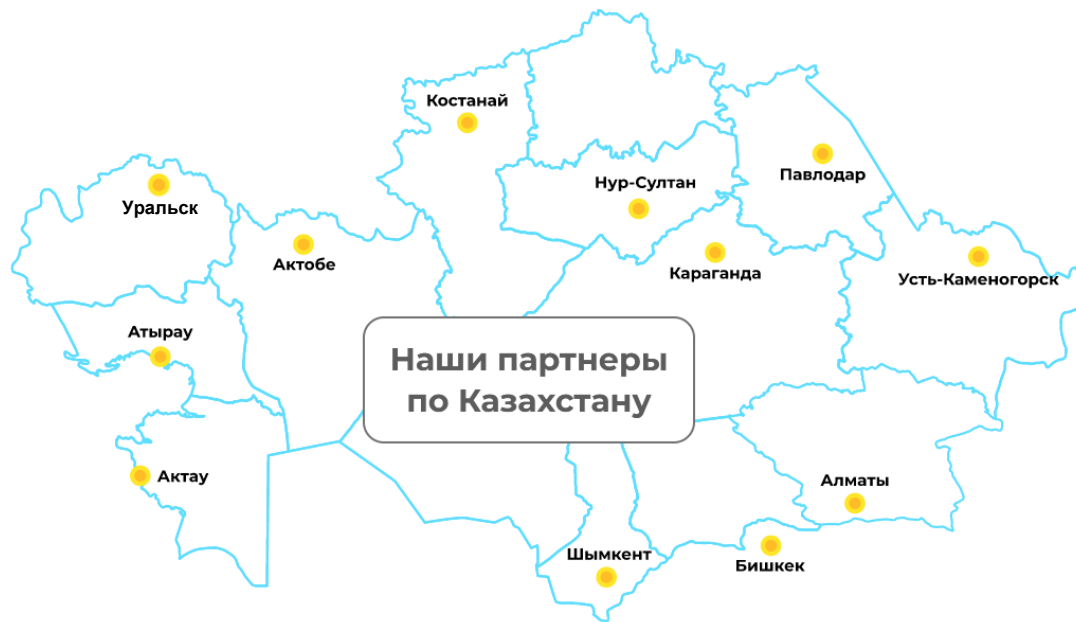 Костанай
Павлодар
Нур-Султан
Уральск
Актобе
Караганда
Усть-Каменогорск
Атырау
Наши партнеры
по Казахстану
Актау
Алматы
Шымкент
Бишкек